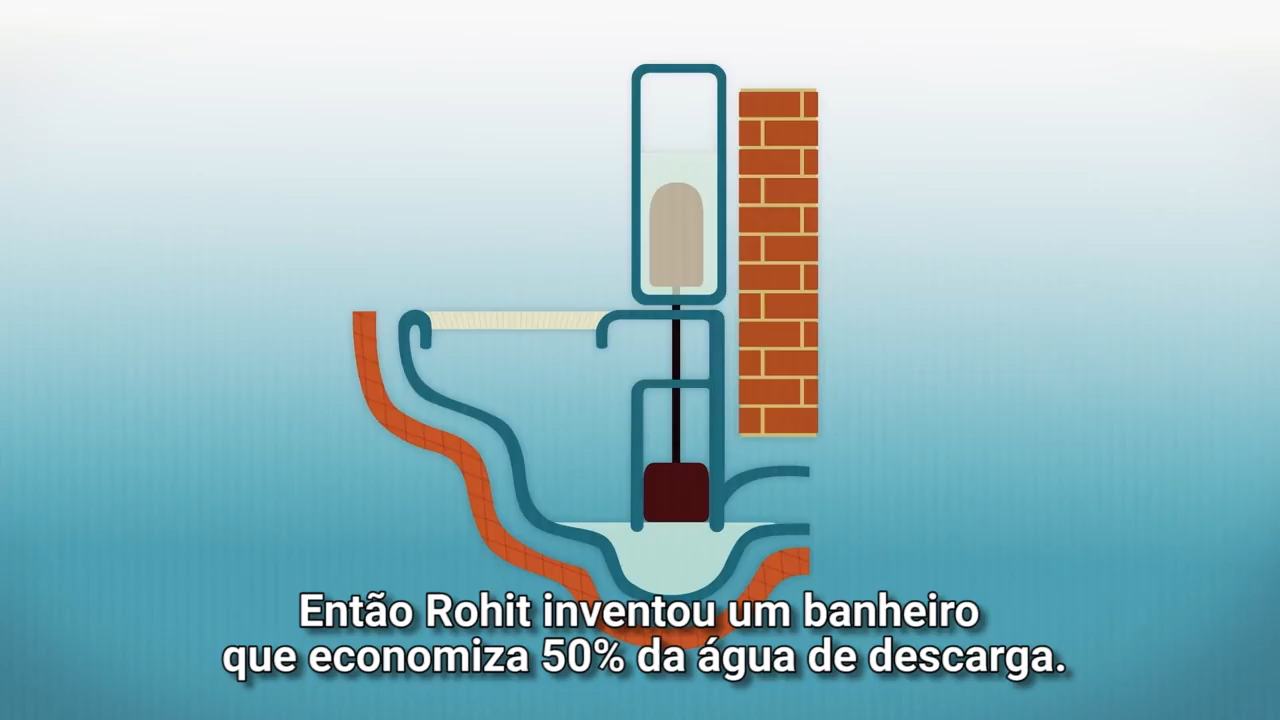 Então Rohit inventou um banheiro
que economiza 50% da água de descarga.